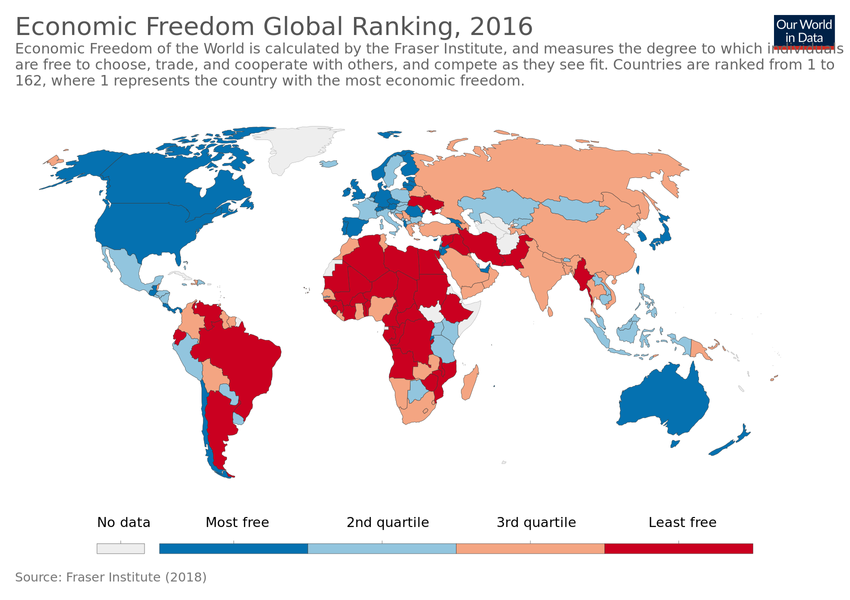 Economic Freedom Global Ranking, 2016
Our World
in Data
Economic Freedom of the World is calculated by the Fraser Institute, and measures the degree to which individuals
are free to choose, trade, and cooperate with others, and compete as they see fit. Countries are ranked from 1 to
162, where 1 represents the country with the most economic freedom.
No data
Most free
2nd quartile
3rd quartile
Least free
Source: Fraser Institute (2018)